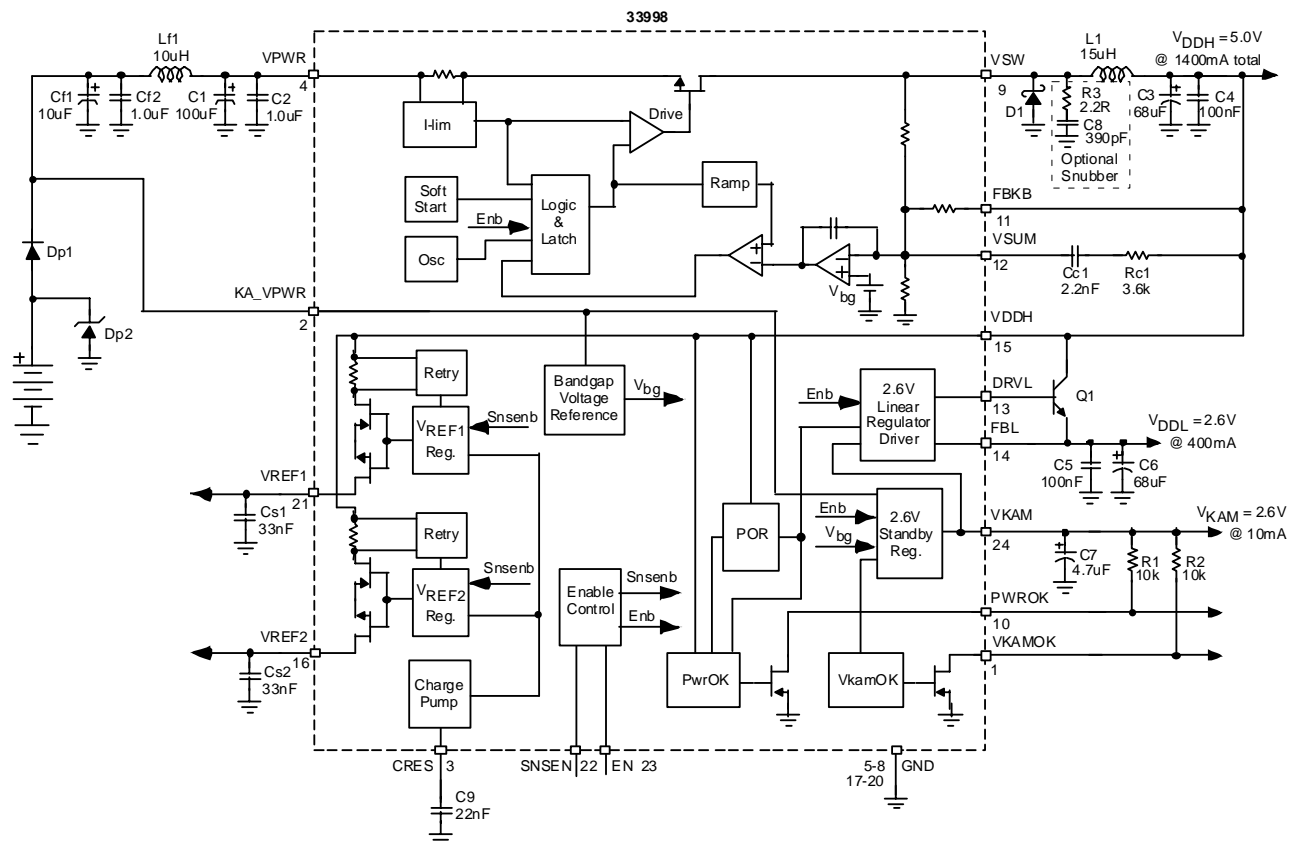 33998
Lf1
10uH
VPWR
4
Cf1
10uF
Cf2
1.0uF
C1
100uF
C2
1.0uF
I-lim
Drive
VSW
9
D1
L1
15uH
VDDH = 5.0V
@ 1400mA total
R3
2.2R
C8
390pF
Optional
Snubber
C3
68uF
C4
100nF
Soft
Start
Enb
Osc
Logic
&
Latch
Ramp
+
−
−
+
Vbg
FBKB
11
VSUM
12
Cc1
2.2nF
Rc1
3.6k
Dp1
Dp2
+
KA_VPWR
2
VDDH
15
Retry
VREF1
Reg.
Snsenb
Bandgap
Voltage
Reference
Vbg
Enb
2.6V
Linear
Regulator
Driver
DRVL
13
FBL
14
Q1
VDDL = 2.6V
@ 400mA
C5
100nF
C6
68uF
VREF1
21
Cs1
33nF
Retry
VREF2
Reg.
Snsenb
POR
Enb
Vbg
2.6V
Standby
Reg.
VKAM
24
VKAM = 2.6V
@ 10mA
C7
4.7uF
R1
10k
R2
10k
Enable
Control
Snsenb
Enb
PWROK
10
VREF2
16
Cs2
33nF
VKAMOK
1
Charge
Pump
PwrOK
VkamOK
CRES 3
SNSEN 22
EN 23
5-8
17-20
GND
C9
22nF